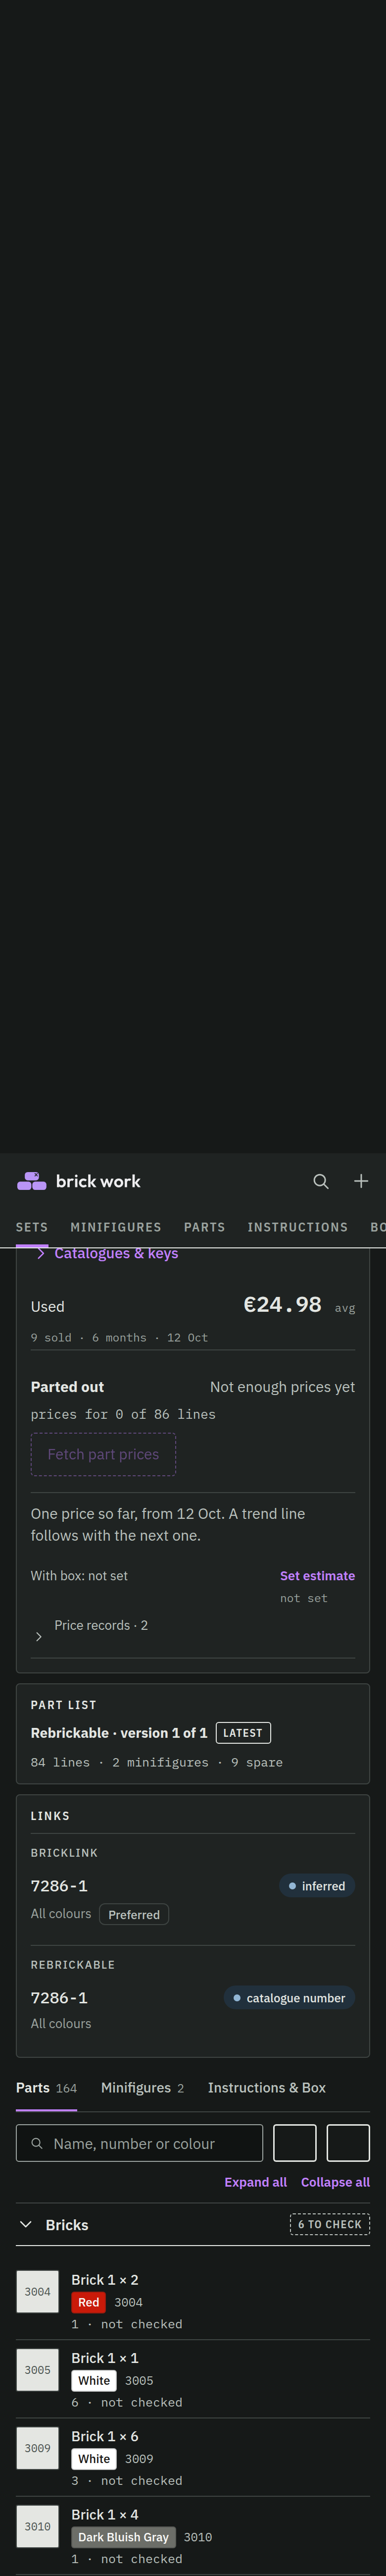 brick work
SETS MINIFIGURES PARTS INSTRUCTIONS BO
Catalogues & keys
Used €24.98 avg
9 sold · 6 months · 12 Oct
Parted out Not enough prices yet
prices for 0 of 86 lines
Fetch part prices
One price so far, from 12 Oct. A trend line
follows with the next one.
With box: not set Set estimate
not set
Price records · 2
PART LIST
Rebrickable · version 1 of 1 LATEST
84 lines · 2 minifigures · 9 spare
LINKS
BRICKLINK
7286-1 inferred
All colours Preferred
REBRICKABLE
7286-1 catalogue number
All colours
Parts 164 Minifigures 2 Instructions & Box
Name, number or colour
Expand all Collapse all
Bricks 6 TO CHECK
3004 Brick 1 × 2
Red 3004
1 · not checked
3005 Brick 1 × 1
White 3005
6 · not checked
3009 Brick 1 × 6
White 3009
3 · not checked
3010 Brick 1 × 4
Dark Bluish Gray 3010
1 · not checked